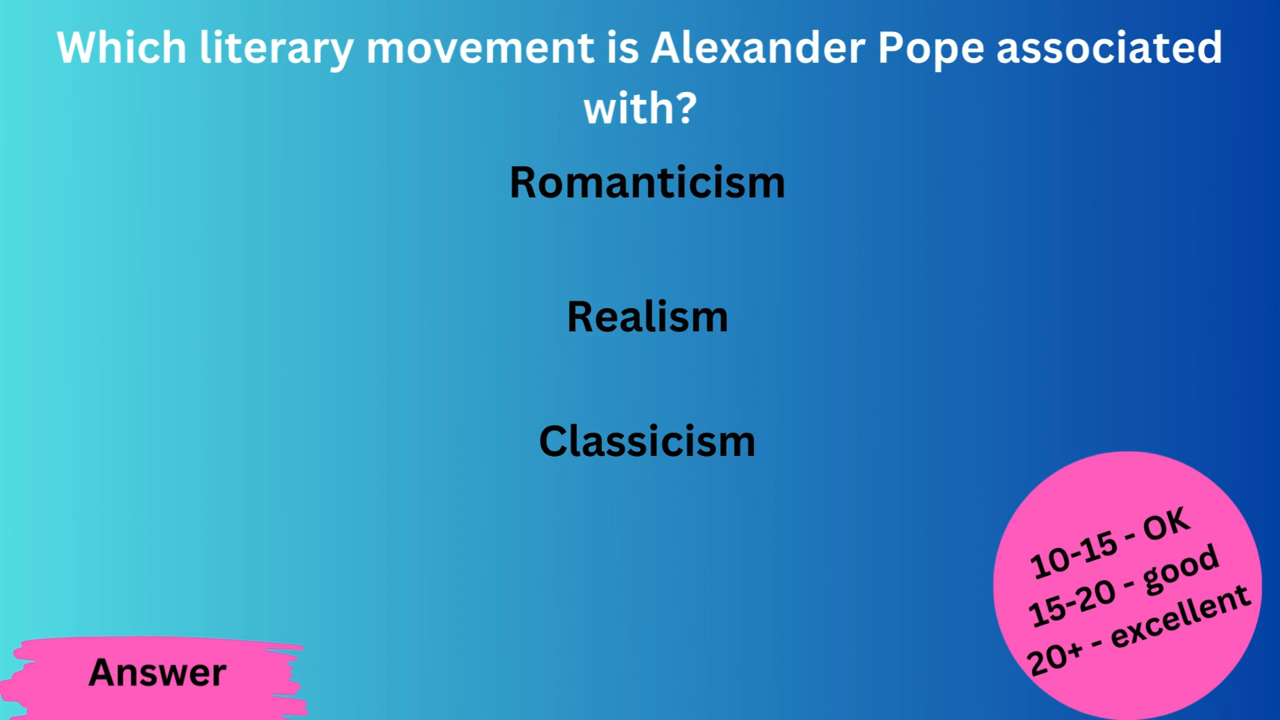 Which literary movement is Alexander Pope associated
with?
Romanticism
Realism
Classicism
10-15 - OK
15-20 - good
20+ - excellent
Answer